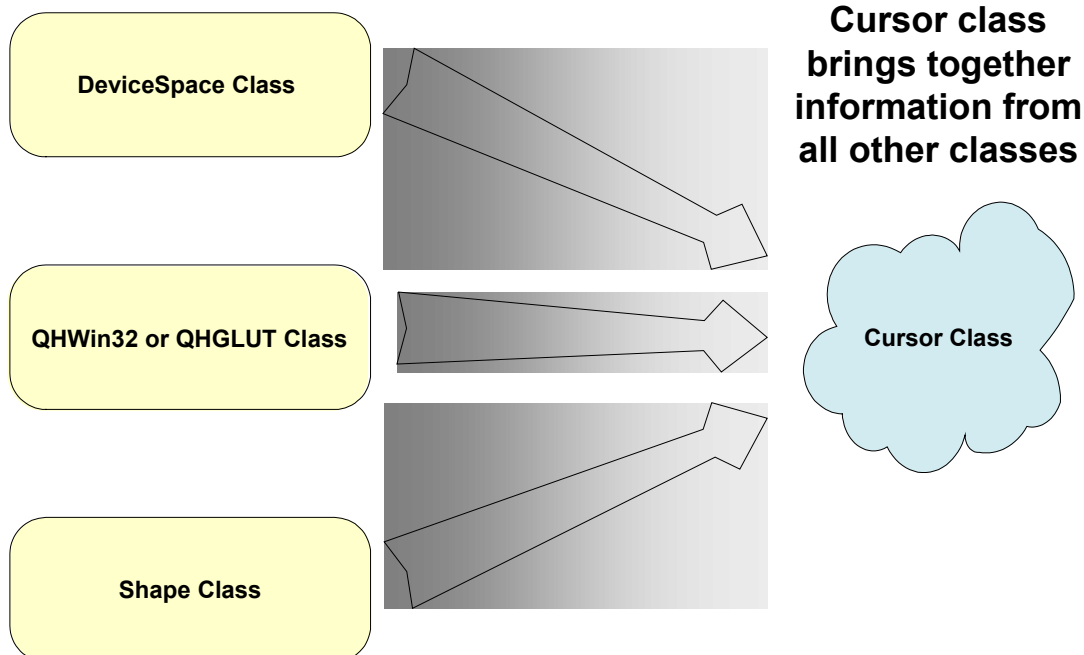 DeviceSpace Class
Cursor class
brings together
information from
all other classes
QHWin32 or QHGLUT Class
Cursor Class
Shape Class